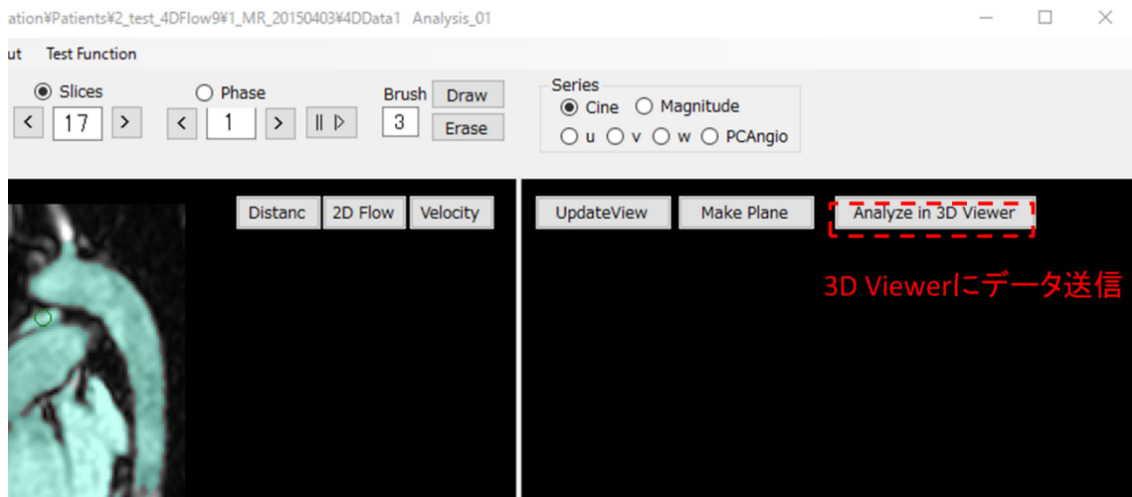 ation¥Patients¥2_test_4DFlow9¥1_MR_20150403¥4DData1 Analysis_01
ut Test Function
Slices Phase Brush Draw Series
Cine Magnitude
< 17 > < 1 > 3 Erase
u v w PCAngio
Distanc 2D Flow Velocity UpdateView Make Plane Analyze in 3D Viewer
3D Viewerにデータ送信